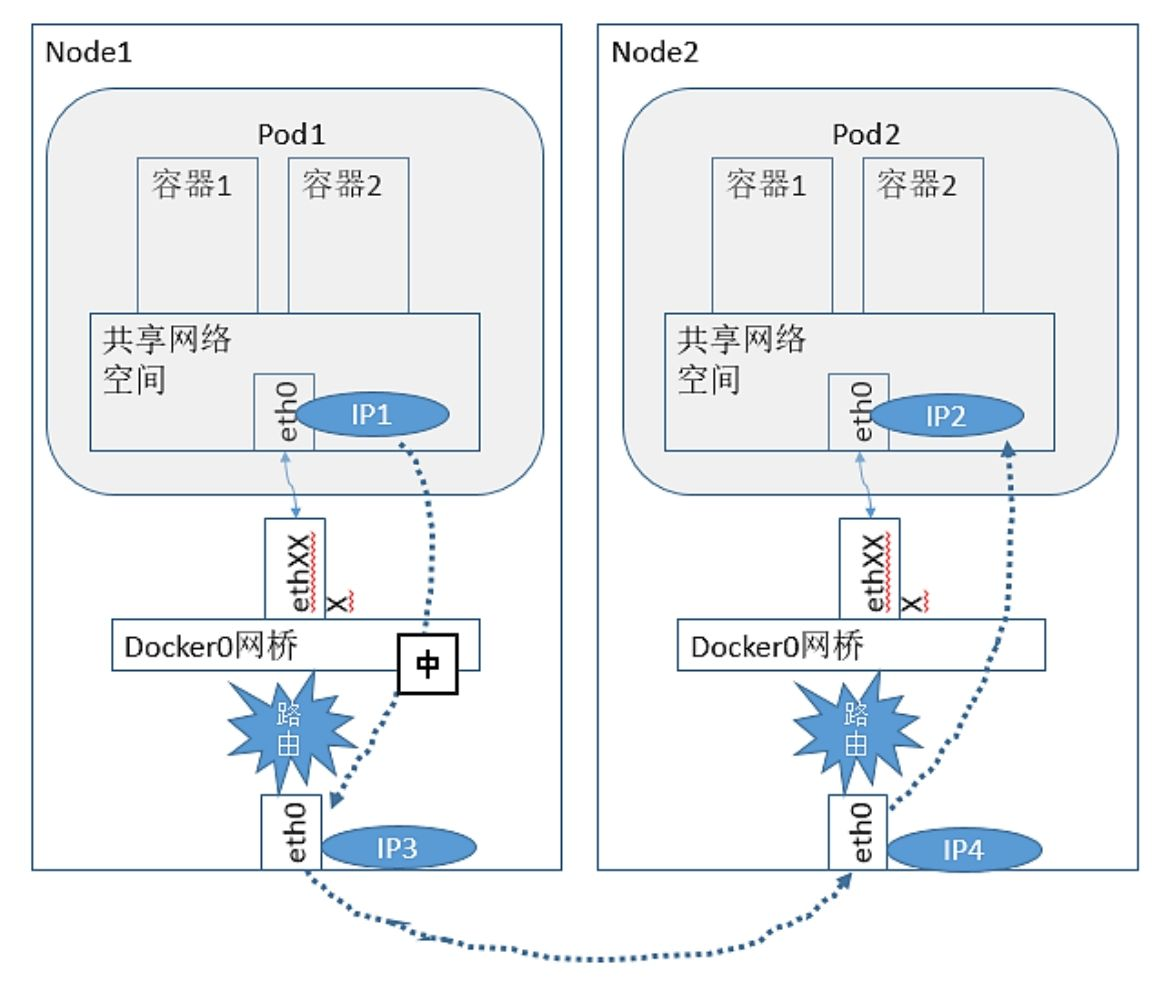 Node1
Pod1
容器1
容器2
共享网络
空间
eth0
IP1
ethXX
X
Docker0网桥
中
路
由
eth0
IP3
Node2
Pod2
容器1
容器2
共享网络
空间
eth0
IP2
ethXX
X
Docker0网桥
路
由
eth0
IP4